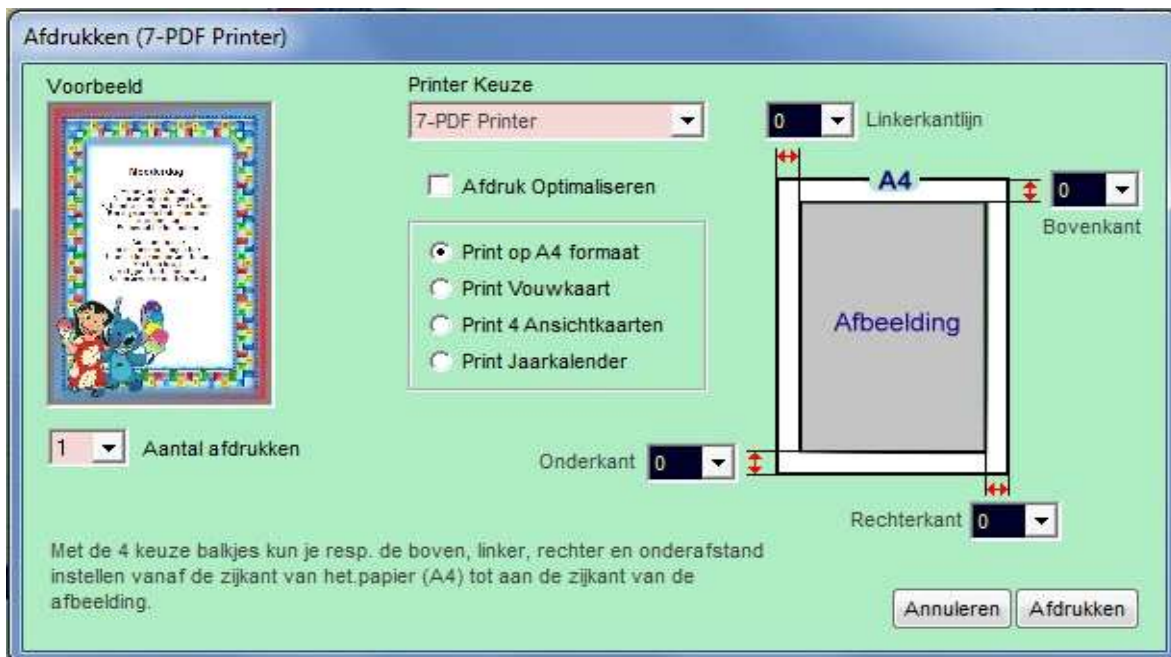 Afdrukken (7-PDF Printer)
Voorbeeld
Moederdag
1
Aantal afdrukken
Printer Keuze
7-PDF Printer
Afdruk Optimaliseren
Print op A4 formaat
Print Vouwkaart
Print 4 Ansichtkaarten
Print Jaarkalender
0 Linkerkantlijn
A4
0
Bovenkant
Afbeelding
Onderkant 0
Rechterkant 0
Met de 4 keuze balkjes kun je resp. de boven, linker, rechter en onderafstand
instellen vanaf de zijkant van het.papier (A4) tot aan de zijkant van de
afbeelding.
Annuleren Afdrukken